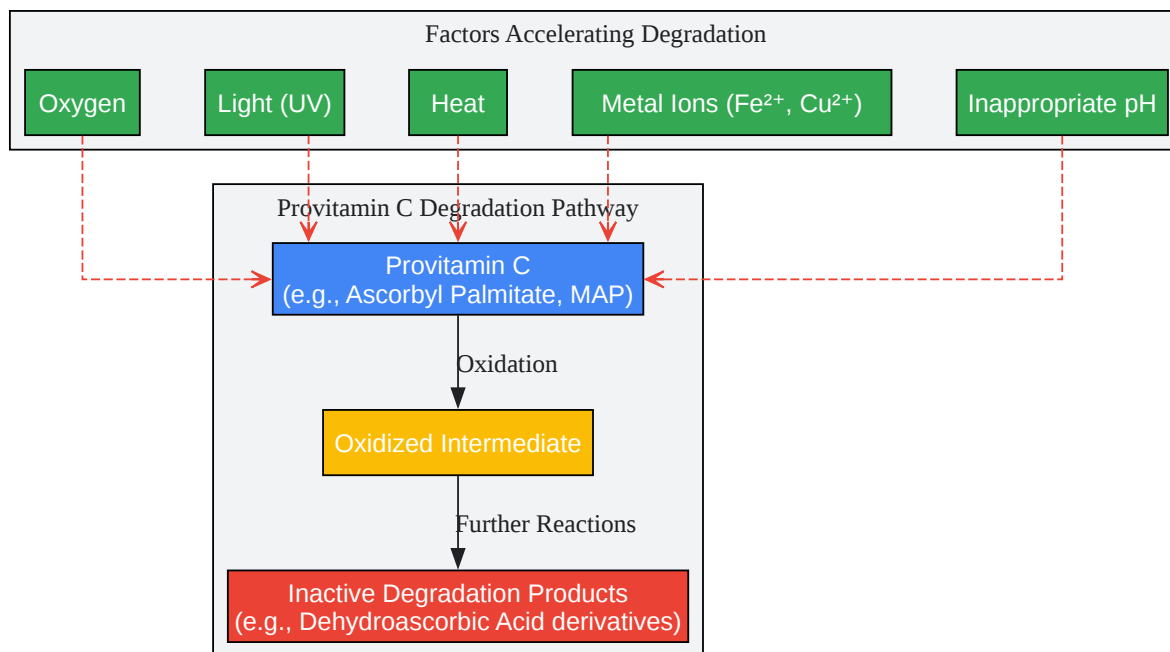 Factors Accelerating Degradation
Oxygen
Light (UV)
Heat
Metal Ions (Fe²⁺, Cu²⁺)
Inappropriate pH
Provitamin C Degradation Pathway
Provitamin C
(e.g., Ascorbyl Palmitate, MAP)
Oxidation
Oxidized Intermediate
Further Reactions
Inactive Degradation Products
(e.g., Dehydroascorbic Acid derivatives)